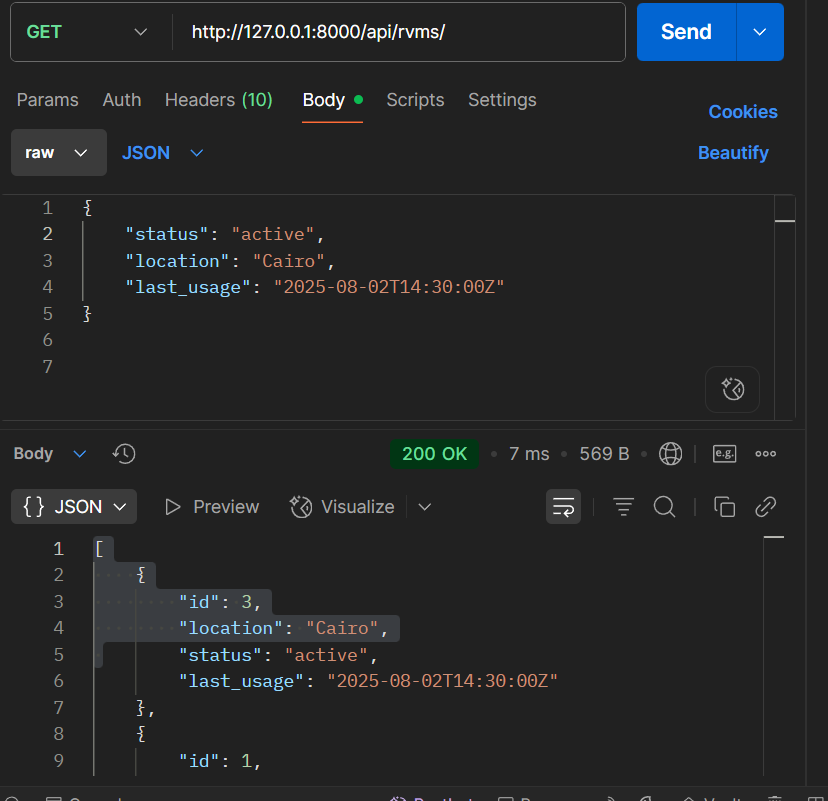 GET http://127.0.0.1:8000/api/rvms/ Send
Params Auth Headers (10) Body Scripts Settings
Cookies
raw JSON Beautify
1 {
2 "status": "active",
3 "location": "Cairo",
4 "last_usage": "2025-08-02T14:30:00Z"
5 }
6
7
Body 200 OK 7 ms 569 B e.g.
{} JSON Preview Visualize
1 [
2 {
3 "id": 3,
4 "location": "Cairo",
5 "status": "active",
6 "last_usage": "2025-08-02T14:30:00Z"
7 },
8 {
9 "id": 1,